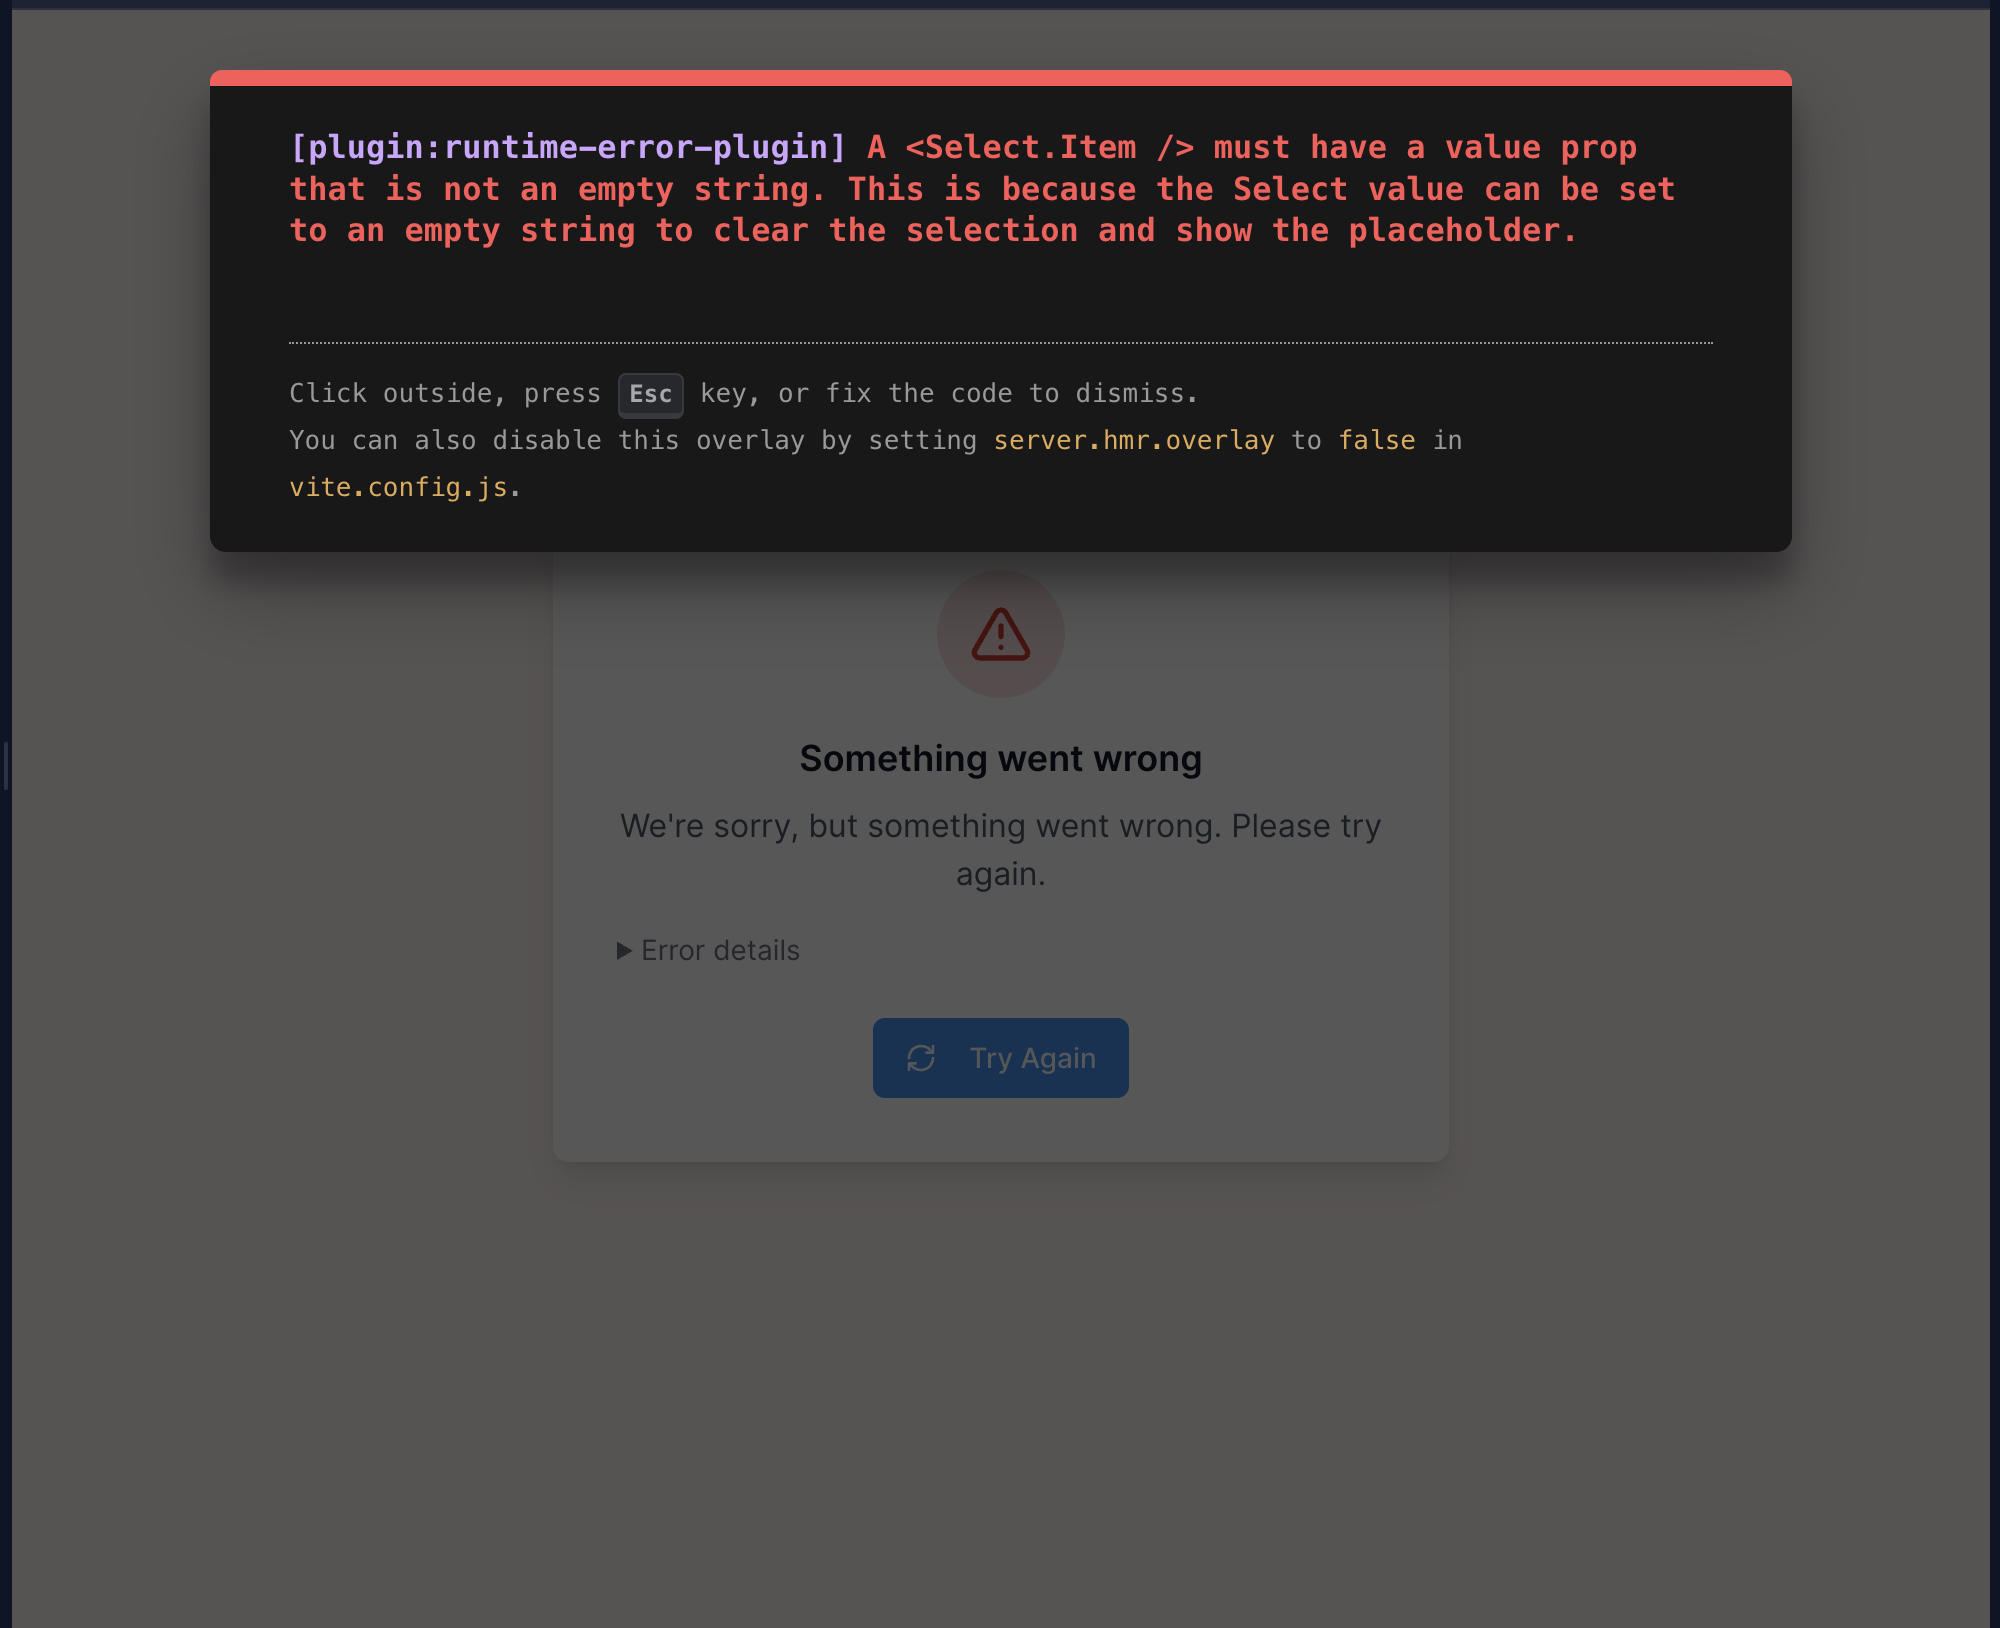 [plugin:runtime-error-plugin] A <Select.Item /> must have a value prop
that is not an empty string. This is because the Select value can be set
to an empty string to clear the selection and show the placeholder.
Click outside, press Esc key, or fix the code to dismiss.
You can also disable this overlay by setting server.hmr.overlay to false in
vite.config.js.
Something went wrong
We're sorry, but something went wrong. Please try
again.
Error details
Try Again